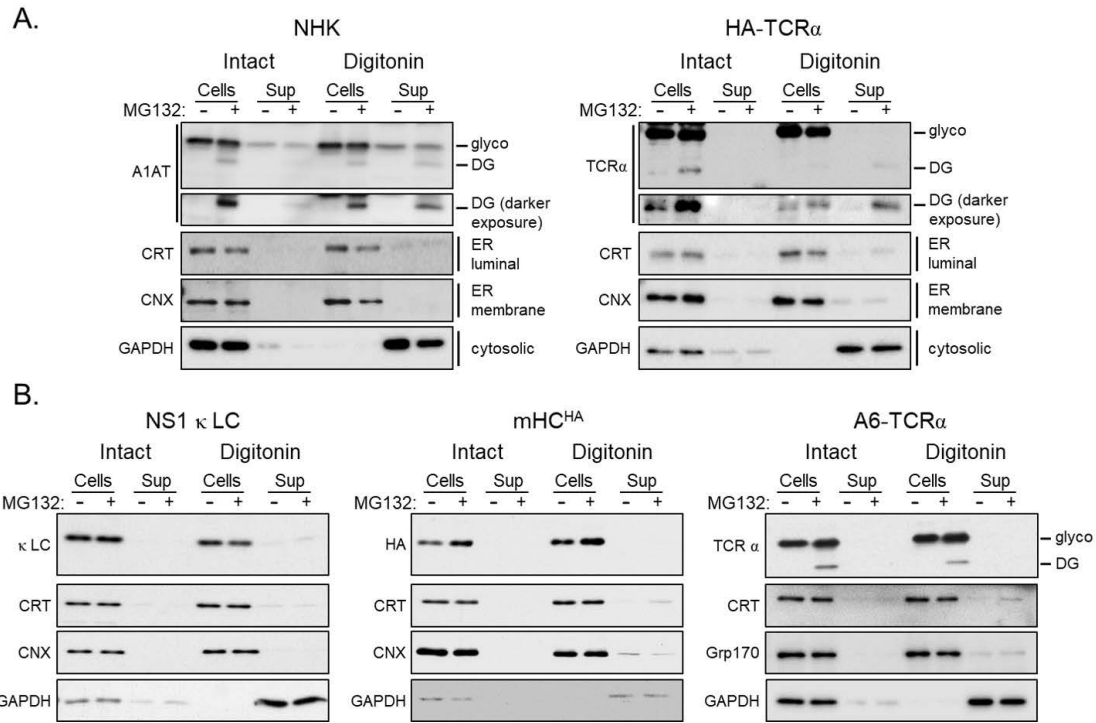 A.
NHK
HA-TCRα
Intact Digitonin
Intact Digitonin
Cells Sup Cells Sup
Cells Sup Cells Sup
MG132: - + - + - + - +
MG132: - + - + - + - +
A1AT
glyco
DG
DG (darker
exposure)
CRT
ER
luminal
CNX
ER
membrane
GAPDH
cytosolic
TCRα
glyco
DG
DG (darker
exposure)
CRT
ER
luminal
CNX
ER
membrane
GAPDH
cytosolic
B.
NS1 κ LC
mHCᴴᴬ
A6-TCRα
Intact Digitonin
Intact Digitonin
Intact Digitonin
Cells Sup Cells Sup
Cells Sup Cells Sup
Cells Sup Cells Sup
MG132: - + - + - + - +
MG132: - + - + - + - +
MG132: - + - + - + - +
κ LC
CRT
CNX
GAPDH
HA
CRT
CNX
GAPDH
TCR α
glyco
DG
CRT
Grp170
GAPDH